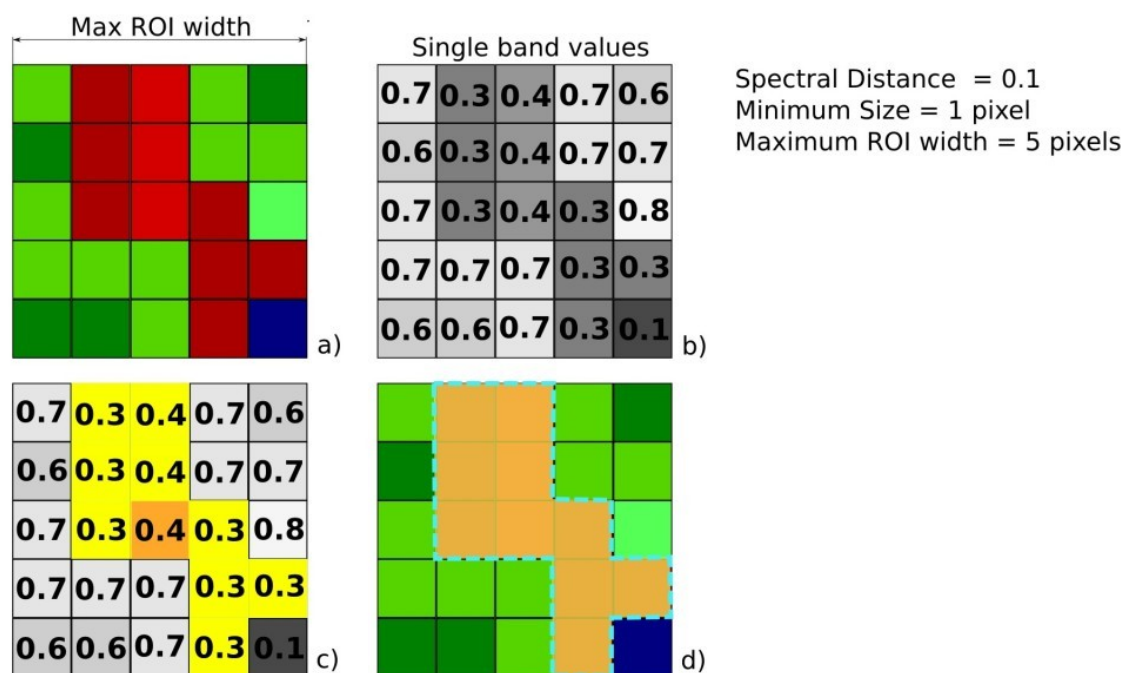 Max ROI width
Single band values
Spectral Distance = 0.1
Minimum Size = 1 pixel
Maximum ROI width = 5 pixels
0.7 0.3 0.4 0.7 0.6
0.6 0.3 0.4 0.7 0.7
0.7 0.3 0.4 0.3 0.8
0.7 0.7 0.7 0.3 0.3
0.6 0.6 0.7 0.3 0.1
a)
b)
0.7 0.3 0.4 0.7 0.6
0.6 0.3 0.4 0.7 0.7
0.7 0.3 0.4 0.3 0.8
0.7 0.7 0.7 0.3 0.3
0.6 0.6 0.7 0.3 0.1
c)
d)